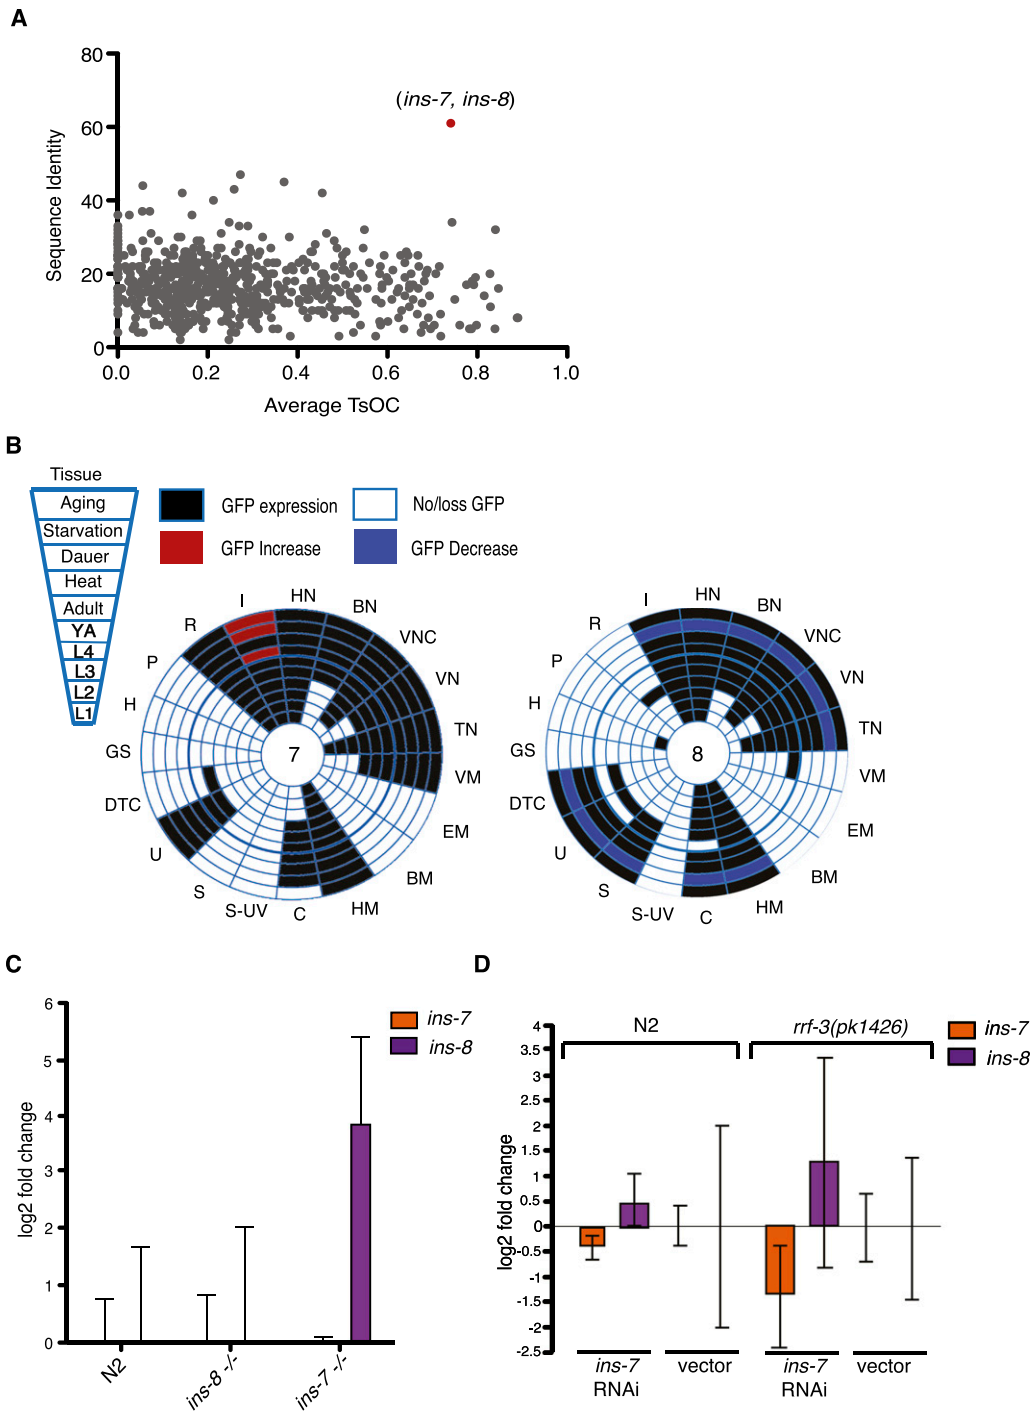 A
80
60
40
20
0
Sequence Identity
(ins-7, ins-8)
0.0 0.2 0.4 0.6 0.8 1.0
Average TsOC
B
Tissue
Aging
Starvation
Dauer
Heat
Adult
YA
L4
L3
L2
L1
GFP expression
No/loss GFP
GFP Increase
GFP Decrease
HN
BN
VNC
VN
TN
VM
EM
BM
HM
C
S-UV
S
U
DTC
GS
H
P
R
I
7
HN
BN
VNC
VN
TN
VM
EM
BM
HM
C
S-UV
S
U
DTC
GS
H
P
R
I
8
C
6
5
4
3
2
1
0
log2 fold change
ins-7
ins-8
N2
ins-8 -/-
ins-7 -/-
D
4
3.5
3
2.5
2
1.5
1
0.5
0
-0.5
-1
-1.5
-2
-2.5
log2 fold change
N2
rrf-3(pk1426)
ins-7
ins-8
ins-7
RNAi
vector
ins-7
RNAi
vector